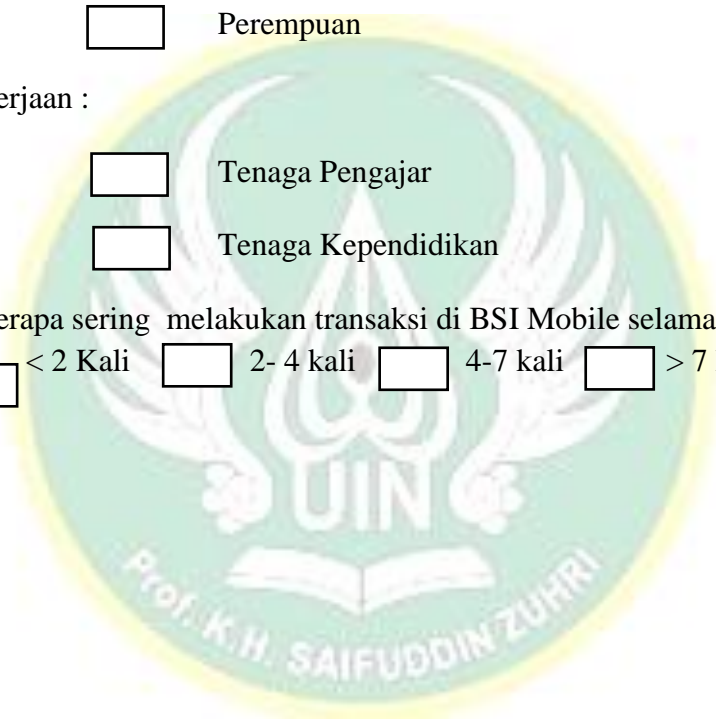 Perempuan
erjaan :
Tenaga Pengajar
Tenaga Kependidikan
erapa sering melakukan transaksi di BSI Mobile selama
< 2 Kali 2- 4 kali 4-7 kali > 7
UIN
Prof. K.H. SAIFUDDIN ZUHRI